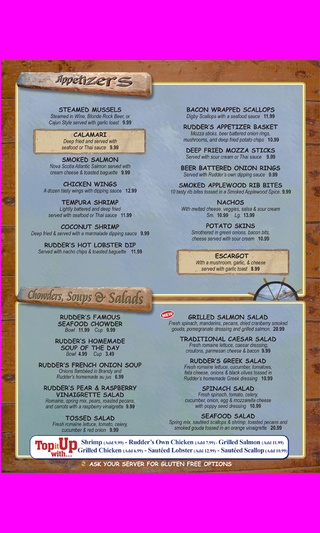 Appetizers
STEAMED MUSSELS
Steamed in Wine, Blonde Rock Beer, or
Cajun Style served with garlic toast 9.99
CALAMARI
Deep fried and served with
seafood or Thai sauce 9.99
SMOKED SALMON
Nova Scotia Atlantic Salmon served with
cream cheese & toasted baguette 9.99
CHICKEN WINGS
A dozen tasty wings with dipping sauce 12.99
TEMPURA SHRIMP
Lightly battered and deep fried
served with seafood or Thai sauce 11.99
COCONUT SHRIMP
Deep fried & served with a marmalade dipping sauce 9.99
RUDDER'S HOT LOBSTER DIP
Served with nacho chips & toasted baguette 11.99
BACON WRAPPED SCALLOPS
Digby Scallops with a seafood sauce 11.99
RUDDER'S APPETIZER BASKET
Mozza sticks, beer battered onion rings,
mushrooms, and deep fried potato chips 10.99
DEEP FRIED MOZZA STICKS
Served with sour cream or Thai sauce 9.99
BEER BATTERED ONION RINGS
Served with Rudder's own dipping sauce 9.99
SMOKED APPLEWOOD RIB BITES
10 tasty rib bites tossed in a Smoked Applewood Spice 9.99
NACHOS
With melted cheese, veggies, salsa & sour cream
Sm. 10.99 Lg. 13.99
POTATO SKINS
Smothered in green onions, bacon bits,
cheese served with sour cream 10.99
ESCARGOT
With a mushroom, garlic, & cheese
served with garlic toast 8.99
Chowders, Soups & Salads
RUDDER'S FAMOUS
SEAFOOD CHOWDER
Bowl 11.99 Cup 9.99
RUDDER'S HOMEMADE
SOUP OF THE DAY
Bowl 4.99 Cup 3.49
RUDDER'S FRENCH ONION SOUP
Onions Sweated in Brandy and
Rudder's homemade au jus 6.99
RUDDER'S PEAR & RASPBERRY
VINAIGRETTE SALAD
Romaine, spring mix, pears, roasted pecans,
and carrots with a raspberry vinaigrette 9.99
TOSSED SALAD
Fresh romaine lettuce, tomato, celery,
cucumber & red onion 8.99
NEW
GRILLED SALMON SALAD
Fresh spinach, mandarins, pecans, dried cranberry smoked
gouda, pomegranate dressing and grilled salmon. 20.99
TRADITIONAL CAESAR SALAD
Fresh romaine lettuce, caesar dressing,
croutons, parmesan cheese & bacon 9.99
RUDDER'S GREEK SALAD
Fresh romaine lettuce, cucumber, tomatoes,
feta cheese, onions & black olives tossed in
Rudder's homemade Greek dressing 10.99
SPINACH SALAD
Fresh spinach, tomato, celery
cucumber, onion, egg & mozzarella cheese
with poppy seed dressing 10.99
SEAFOOD SALAD
Spring mix, sautéed scallops & shrimp, toasted pecans and
smoked gouda tossed in an orange vinaigrette 20.99
Top it Up with...
Shrimp (Add 9.99) - Rudder's Own Chicken (Add 7.99) - Grilled Salmon (Add 11.99)
Grilled Chicken (Add 6.99) - Sautéed Lobster (Add 12.99) - Sautéed Scallop (Add 10.99)
ASK YOUR SERVER FOR GLUTEN FREE OPTIONS